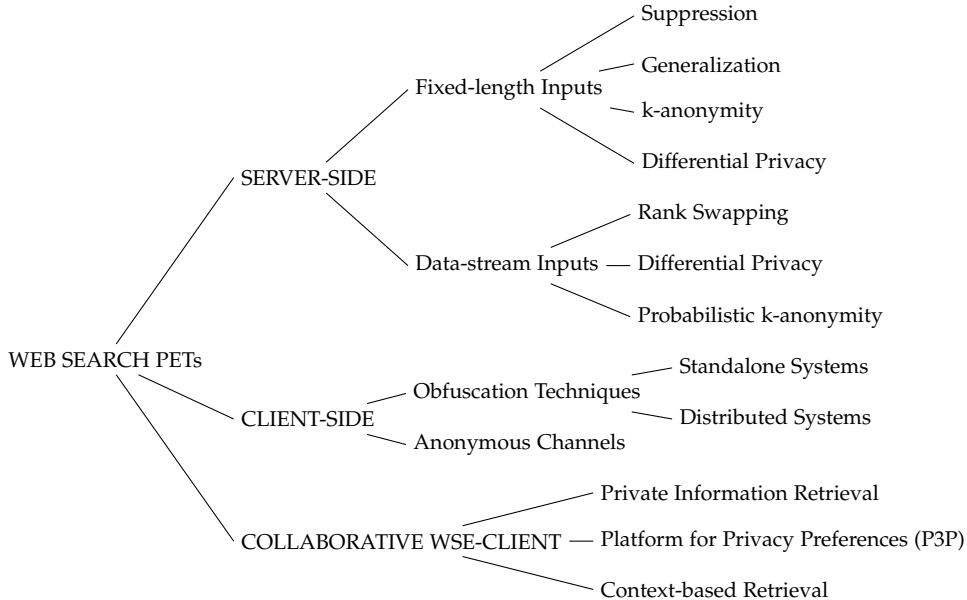 Suppression
Generalization
Fixed-length Inputs
k-anonymity
Differential Privacy
SERVER-SIDE
Rank Swapping
Data-stream Inputs
Differential Privacy
Probabilistic k-anonymity
WEB SEARCH PETs
Standalone Systems
Obfuscation Techniques
Distributed Systems
CLIENT-SIDE
Anonymous Channels
Private Information Retrieval
COLLABORATIVE WSE-CLIENT
Platform for Privacy Preferences (P3P)
Context-based Retrieval